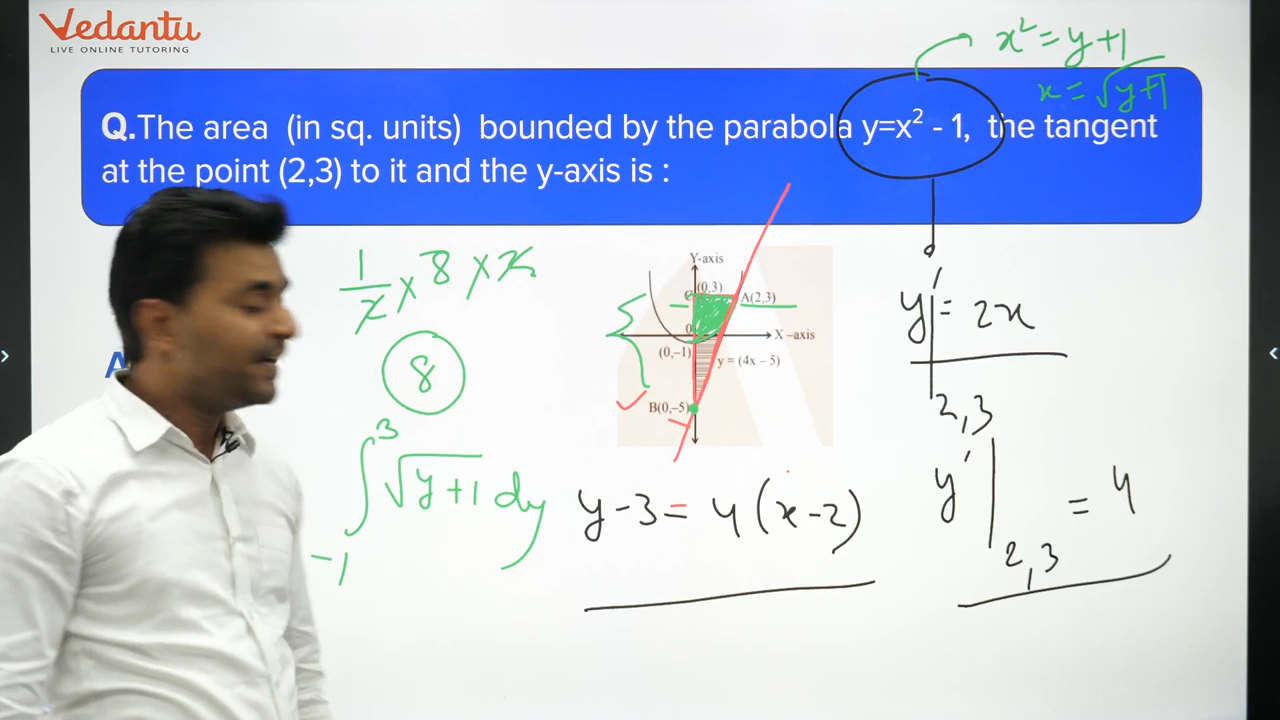 Vedantu
LIVE ONLINE TUTORING
x² = y+1
x = √y+1
Q.The area (in sq. units) bounded by the parabola y=x² - 1, the tangent
at the point (2,3) to it and the y-axis is :
1/2 × 8 × 2
8
∫₋₁³ √y+1 dy
Y-axis
C
(0,3)
A(2,3)
0
X -axis
(0,–1)
y = (4x – 5)
B(0,–5)
y-3 = 4(x-2)
y' = 2x
2,3
y'
= 4
2,3
A